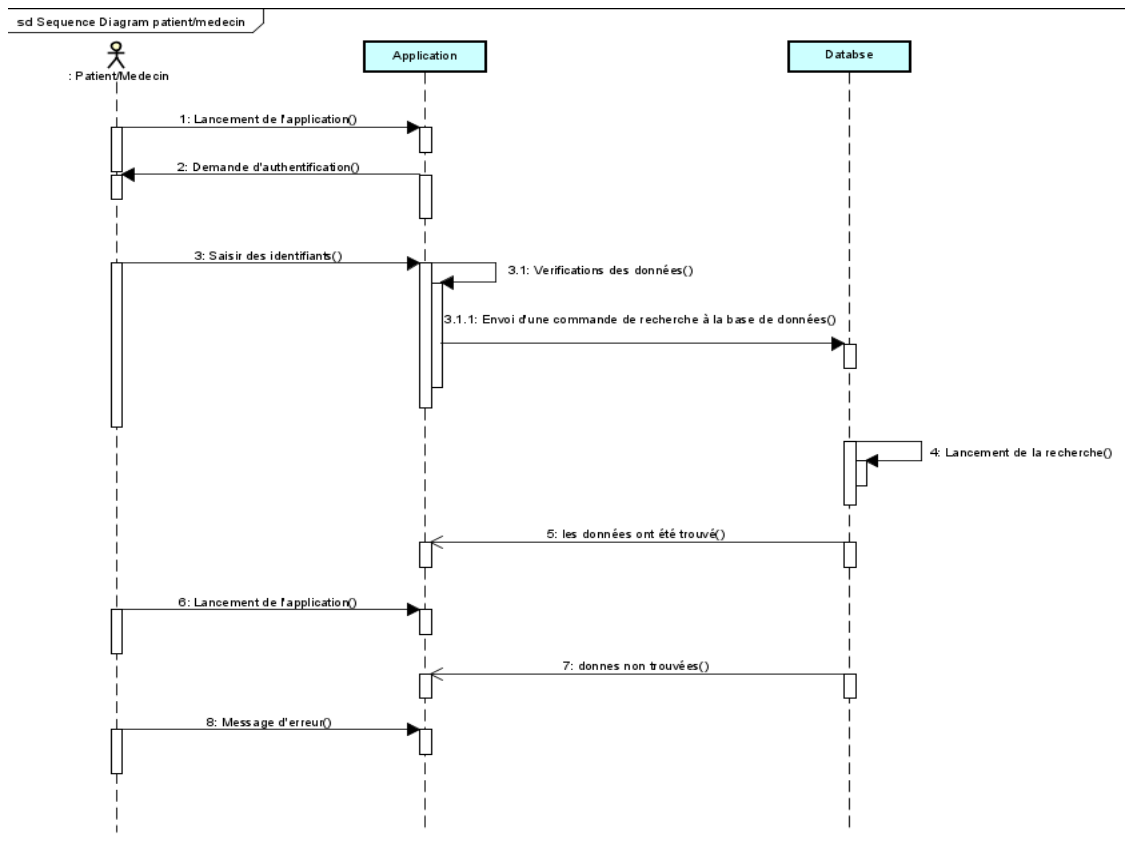 sd Sequence Diagram patient/medecin
: Patient/Medecin
Application
Databse
1: Lancement de l'application()
2: Demande d'authentification()
3: Saisir des identifiants()
3.1: Verifications des données()
3.1.1: Envoi d'une commande de recherche à la base de données()
4: Lancement de la recherche()
5: les données ont été trouvé()
6: Lancement de l'application()
7: donnes non trouvées()
8: Message d'erreur()